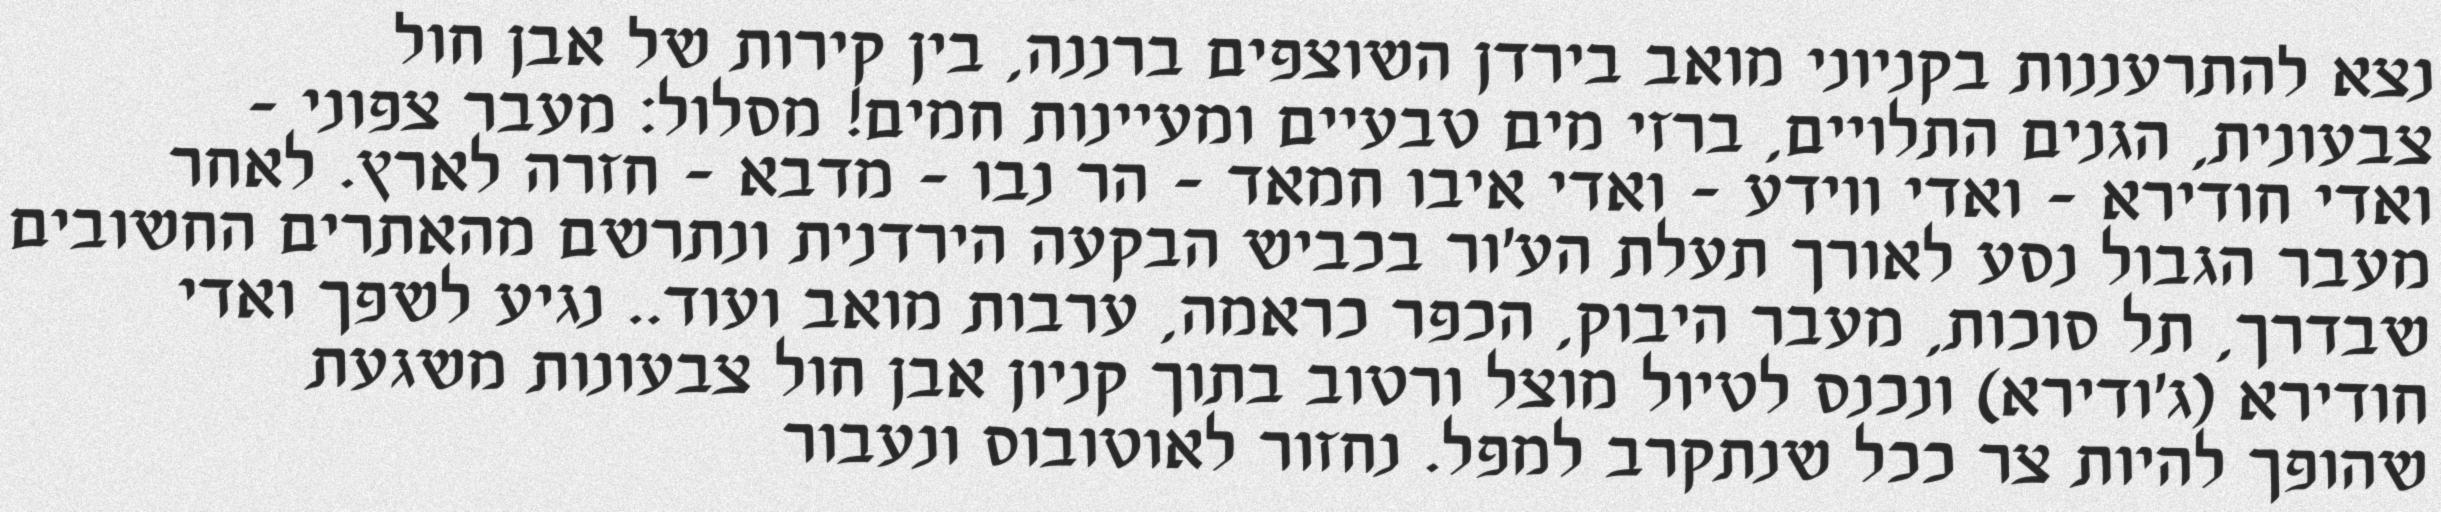 נצא להתרעננות בקניוני מואב בירדן השוצפים ברננה, בין קירות של אבן חול
צבעונית, הגנים התלויים, ברזי מים טבעיים ומעיינות חמים! מסלול: מעבר צפוני -
ואדי חודירא - ואדי ווידע - ואדי איבו חמאד - הר נבו - מדבא - חזרה לארץ. לאחר
מעבר הגבול נסע לאורך תעלת הע'ור בכביש הבקעה הירדנית ונתרשם מהאתרים החשובים
שבדרך, תל סוכות, מעבר היבוק, הכפר כראמה, ערבות מואב ועוד.. נגיע לשפך ואדי
חודירא (ג'ודירא) ונכנס לטיול מוצל ורטוב בתוך קניון אבן חול צבעונות משגעת
שהופך להיות צר ככל שנתקרב למפל. נחזור לאוטובוס ונעבור